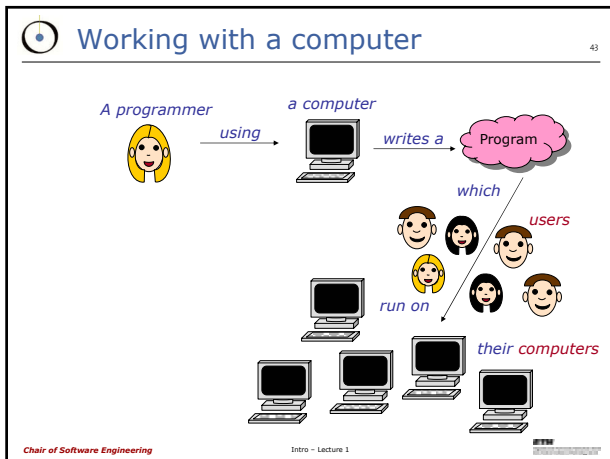 Working with a computer
43
A programmer
using
a computer
writes a
Program
which
users
run on
their computers
Chair of Software Engineering
Intro – Lecture 1
ETH